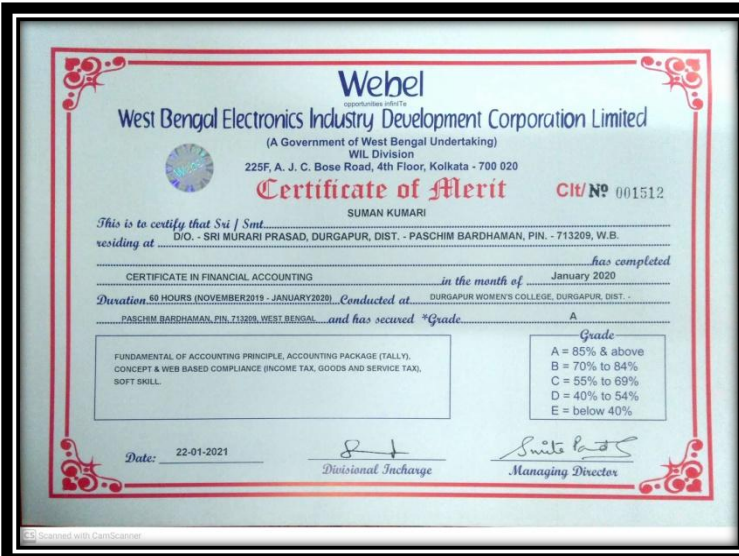 Webel
opportunities infinITe
West Bengal Electronics Industry Development Corporation Limited
(A Government of West Bengal Undertaking)
WIL Division
225F, A. J. C. Bose Road, 4th Floor, Kolkata - 700 020
Certificate of Merit Clt/ Nº 001512
This is to certify that Sri / Smt. SUMAN KUMARI
residing at D/O. - SRI MURARI PRASAD, DURGAPUR, DIST. - PASCHIM BARDHAMAN, PIN. - 713209, W.B.
has completed
CERTIFICATE IN FINANCIAL ACCOUNTING in the month of January 2020
Duration 60 HOURS (NOVEMBER2019 - JANUARY2020) Conducted at DURGAPUR WOMEN'S COLLEGE, DURGAPUR, DIST. -
PASCHIM BARDHAMAN, PIN. 713209, WEST BENGAL and has secured *Grade A
FUNDAMENTAL OF ACCOUNTING PRINCIPLE, ACCOUNTING PACKAGE (TALLY),
CONCEPT & WEB BASED COMPLIANCE (INCOME TAX, GOODS AND SERVICE TAX),
SOFT SKILL.
Grade
A = 85% & above
B = 70% to 84%
C = 55% to 69%
D = 40% to 54%
E = below 40%
Date: 22-01-2021
Divisional Incharge
Managing Director
CS Scanned with CamScanner